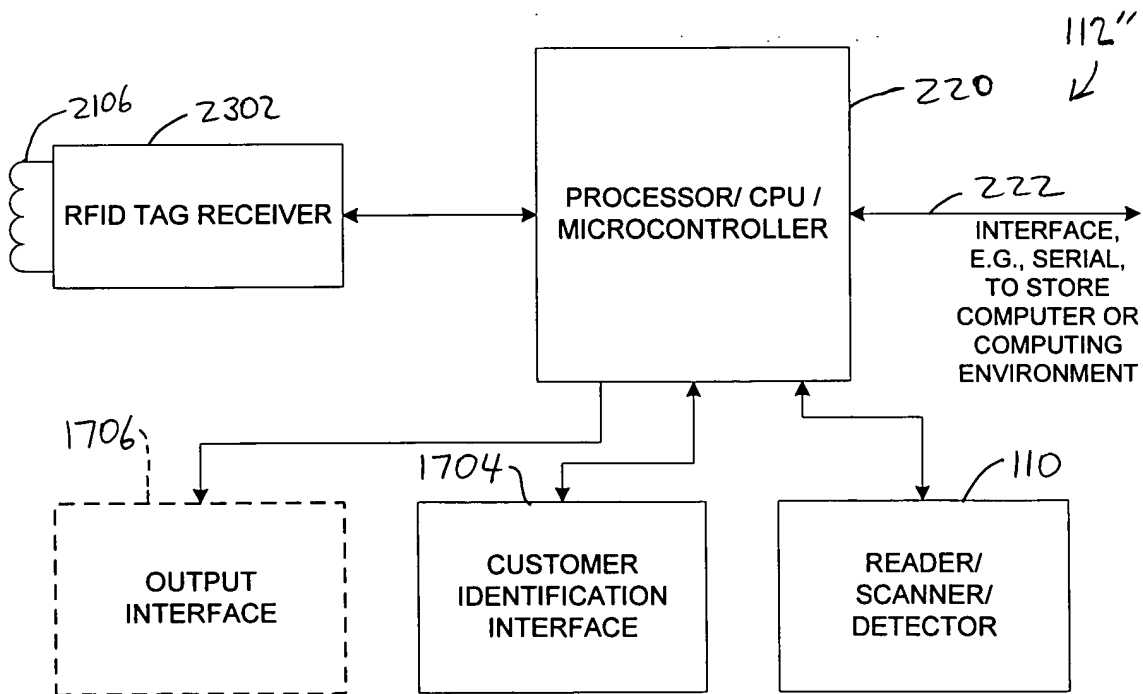 112"
2106
2302
220
RFID TAG RECEIVER
PROCESSOR/ CPU /
MICROCONTROLLER
222
INTERFACE,
E.G., SERIAL,
TO STORE
COMPUTER OR
COMPUTING
ENVIRONMENT
1706
1704
110
OUTPUT
INTERFACE
CUSTOMER
IDENTIFICATION
INTERFACE
READER/
SCANNER/
DETECTOR